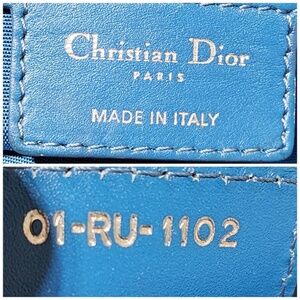 Christian Dior
PARIS
MADE IN ITALY
01-RU-1102